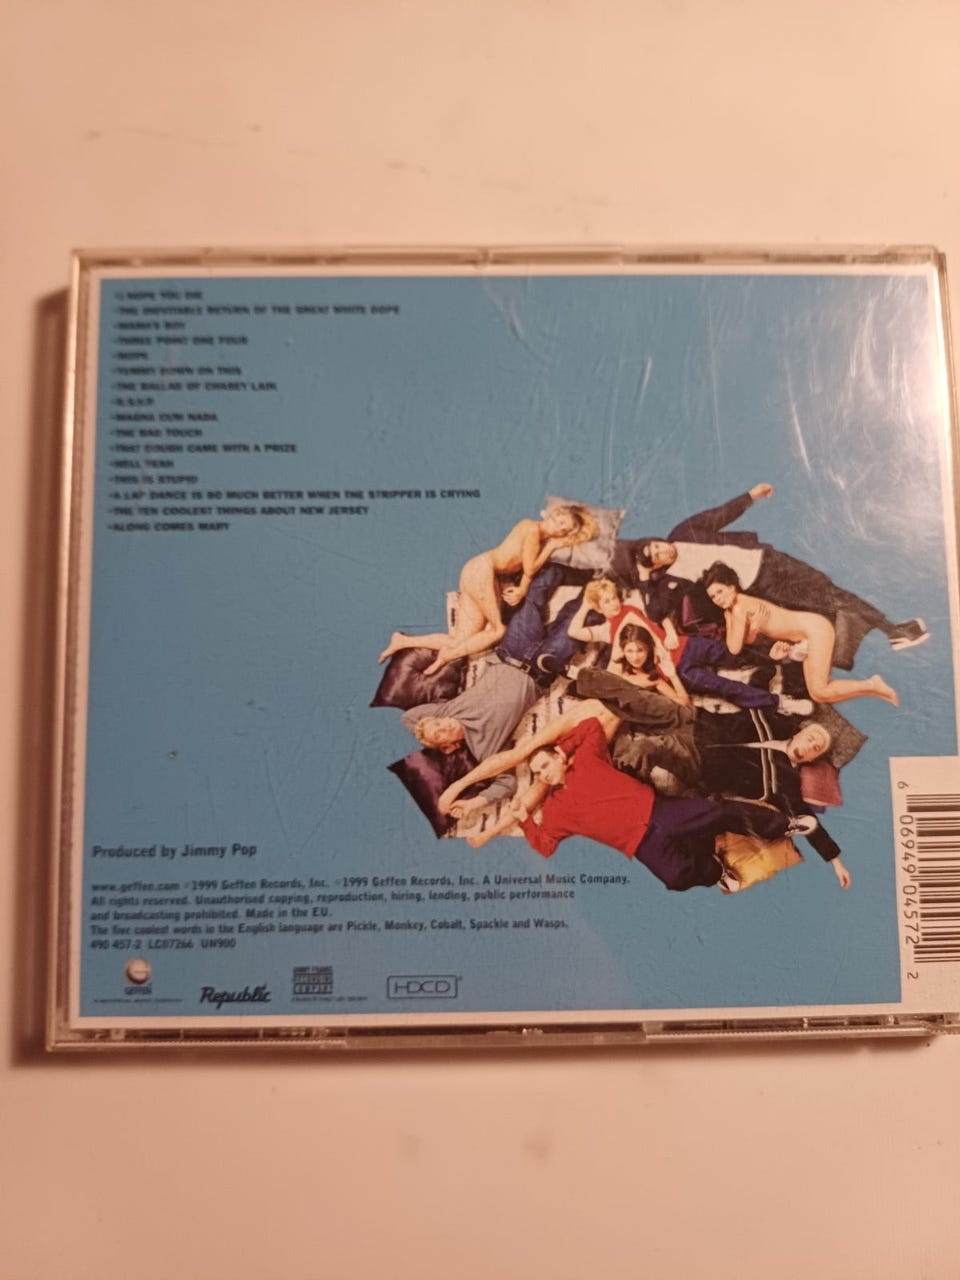 •I HOPE YOU DIE
•THE INEVITABLE RETURN OF THE GREAT WHITE DOPE
•MAMA'S BOY
•THREE POINT ONE FOUR
•MOPE
•YUMMY DOWN ON THIS
•THE BALLAD OF CHASEY LAIN
•R.S.V.P.
•MAGNA CUM NADA
•THE BAD TOUCH
•THAT COUGH CAME WITH A PRIZE
•HELL YEAH
•THIS IS STUPID
•A LAP DANCE IS SO MUCH BETTER WHEN THE STRIPPER IS CRYING
•THE TEN COOLEST THINGS ABOUT NEW JERSEY
•ALONG COMES MARY
Produced by Jimmy Pop
www.geffen.com ©1999 Geffen Records, Inc. ℗1999 Geffen Records, Inc. A Universal Music Company.
All rights reserved. Unauthorised copying, reproduction, hiring, lending, public performance
and broadcasting prohibited. Made in the E.U.
The five coolest words in the English language are Pickle, Monkey, Cobalt, Spackle and Wasps.
490 457-2 LC07266 UN900
GEFFEN
Republic
HDCD
6 06949 04572 2